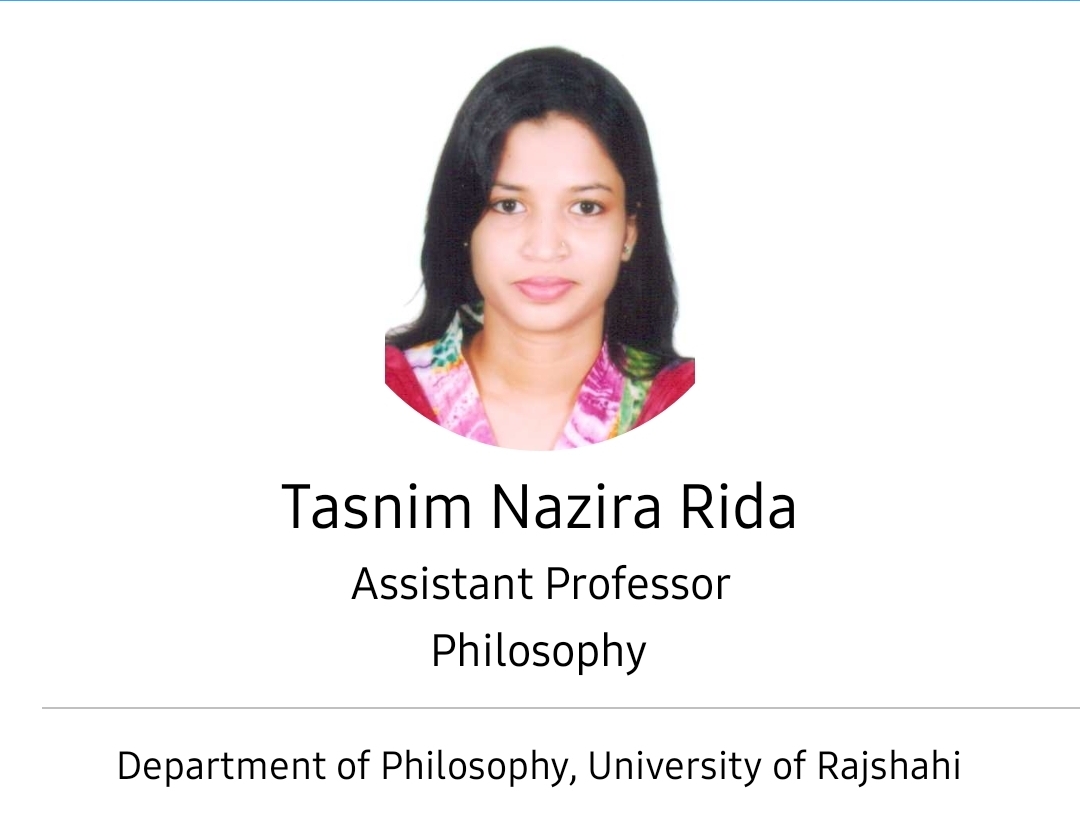 Tasnim Nazira Rida
Assistant Professor
Philosophy
Department of Philosophy, University of Rajshahi